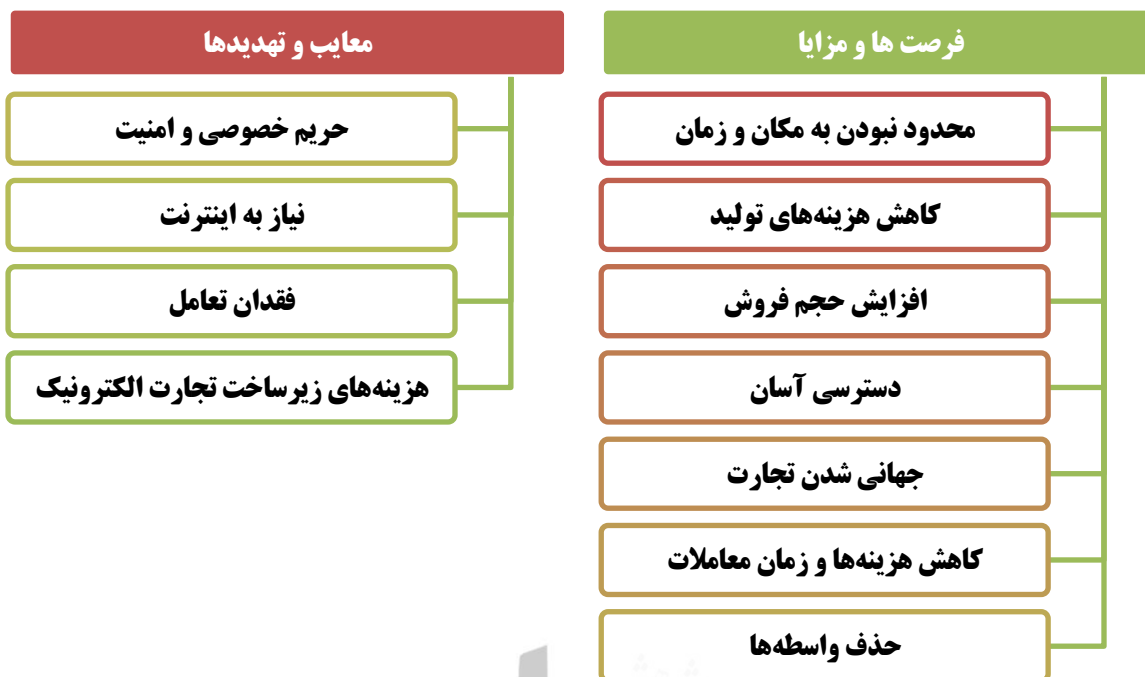 فرصت ها و مزایا
محدود نبودن به مکان و زمان
کاهش هزینه‌های تولید
افزایش حجم فروش
دسترسی آسان
جهانی شدن تجارت
کاهش هزینه‌ها و زمان معاملات
حذف واسطه‌ها
معایب و تهدیدها
حریم خصوصی و امنیت
نیاز به اینترنت
فقدان تعامل
هزینه‌های زیرساخت تجارت الکترونیک